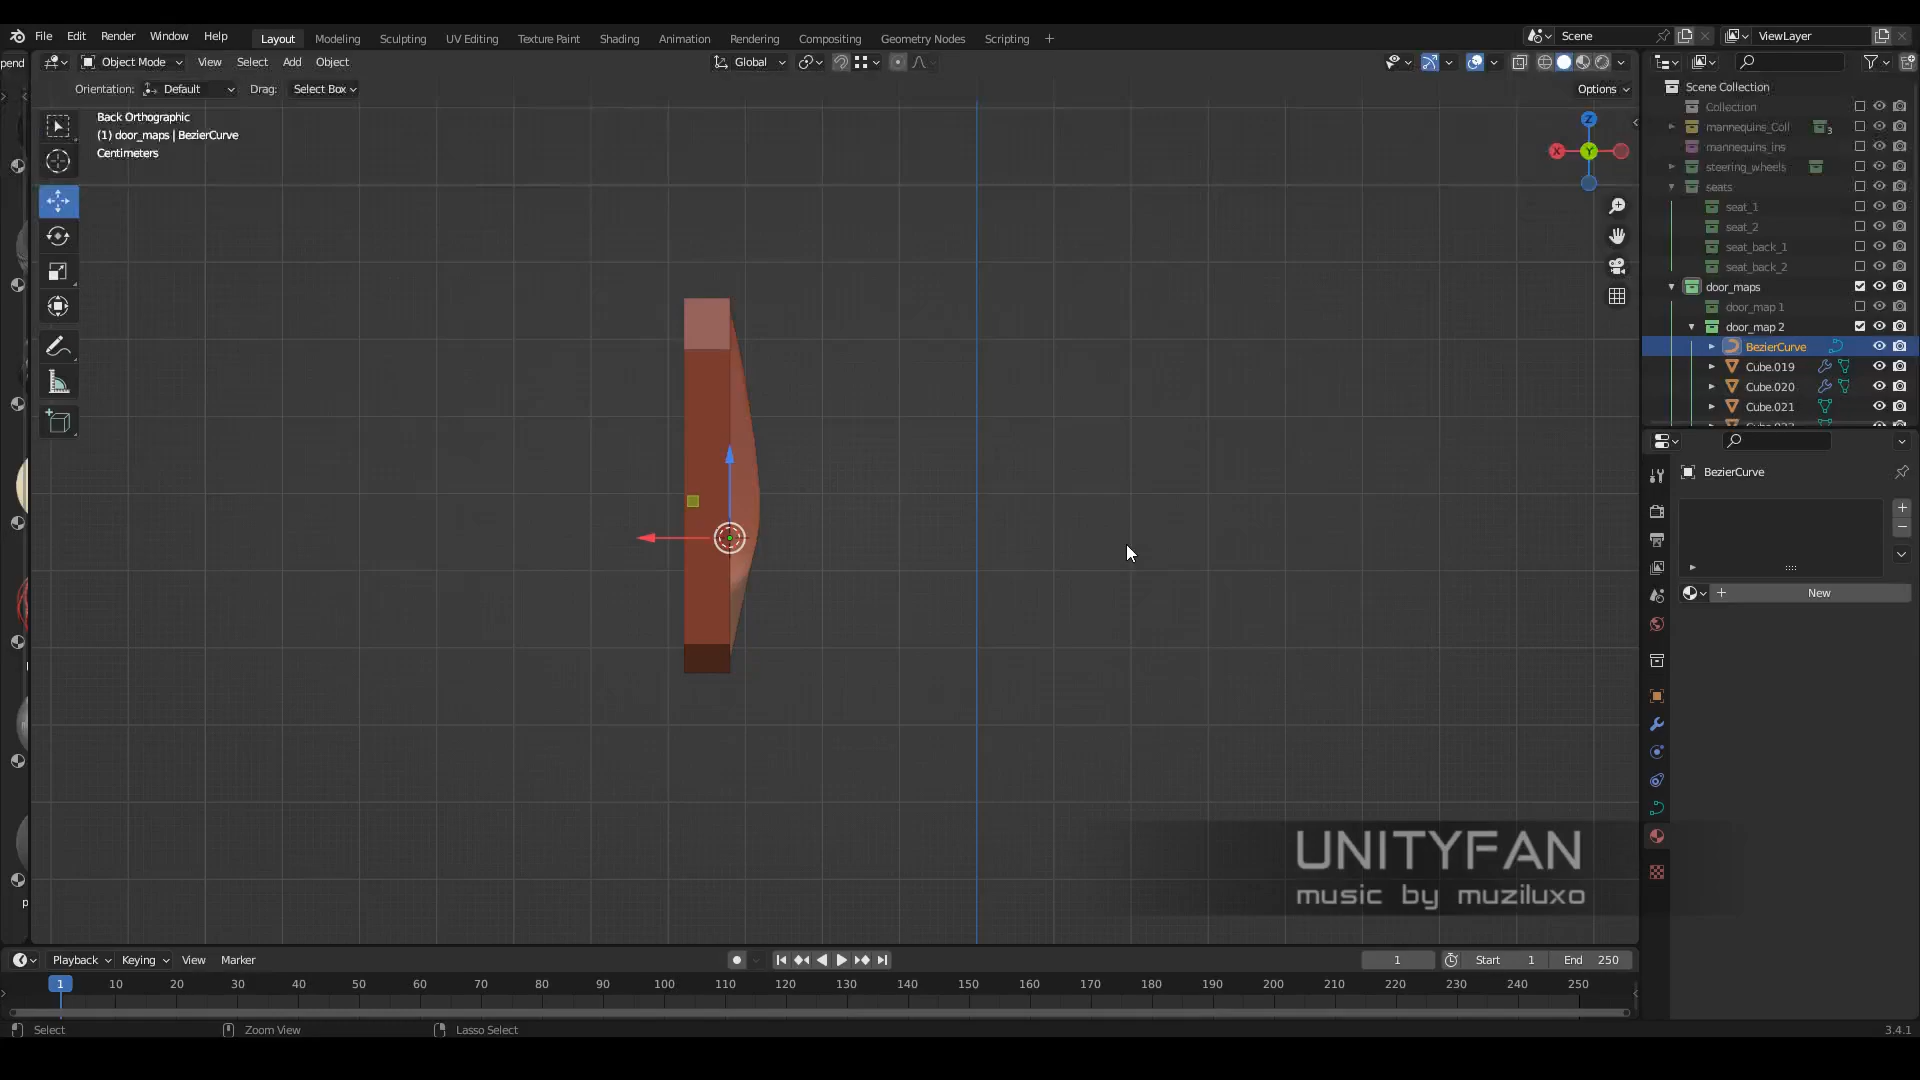 File Edit Render Window Help Layout Modeling Sculpting UV Editing Texture Paint Shading Animation Rendering Compositing Geometry Nodes Scripting + Scene ViewLayer
pend Object Mode View Select Add Object Global
Orientation: Default Drag: Select Box Options
Back Orthographic
(1) door_maps | BezierCurve
Centimeters
Z
X
Y
Scene Collection
Collection
mannequins_Coll 3
mannequins_ins
steering_wheels
seats
seat_1
seat_2
seat_back_1
seat_back_2
door_maps
door_map 1
door_map 2
BezierCurve
Cube.019
Cube.020
Cube.021
BezierCurve
New
UNITYFAN
music by muziluxo
Playback Keying View Marker 1 Start 1 End 250
1 10 20 30 40 50 60 70 80 90 100 110 120 130 140 150 160 170 180 190 200 210 220 230 240 250
Select Zoom View Lasso Select 3.4.1